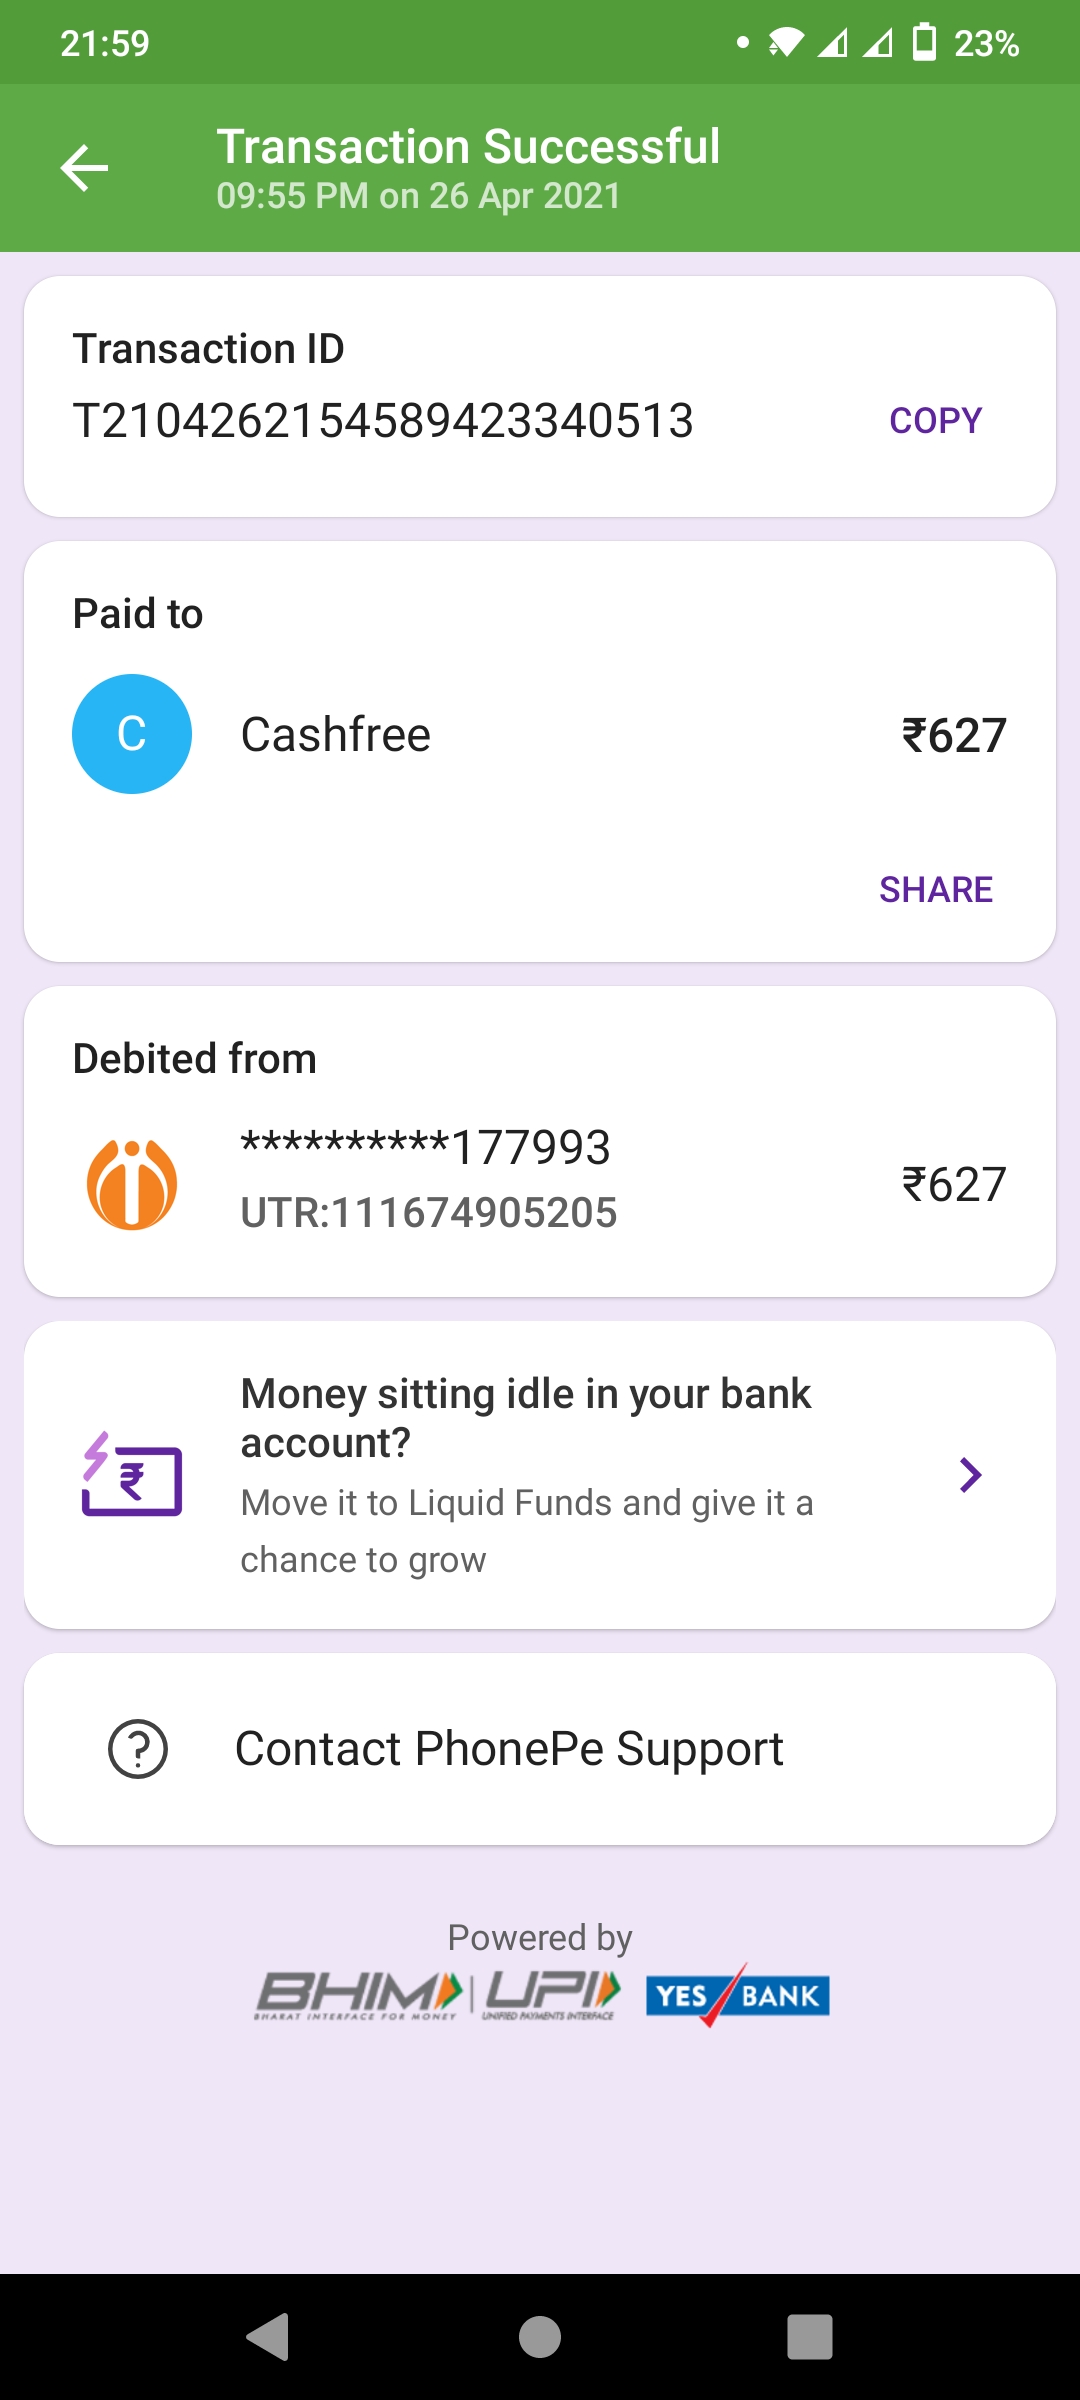 21:59
23%
Transaction Successful
09:55 PM on 26 Apr 2021
Transaction ID
T2104262154589423340513
COPY
Paid to
C
Cashfree
₹627
SHARE
Debited from
**********177993
UTR:111674905205
₹627
Money sitting idle in your bank
account?
Move it to Liquid Funds and give it a
chance to grow
Contact PhonePe Support
Powered by
BHIM
BHARAT INTERFACE FOR MONEY
UPI
UNIFIED PAYMENTS INTERFACE
YES BANK